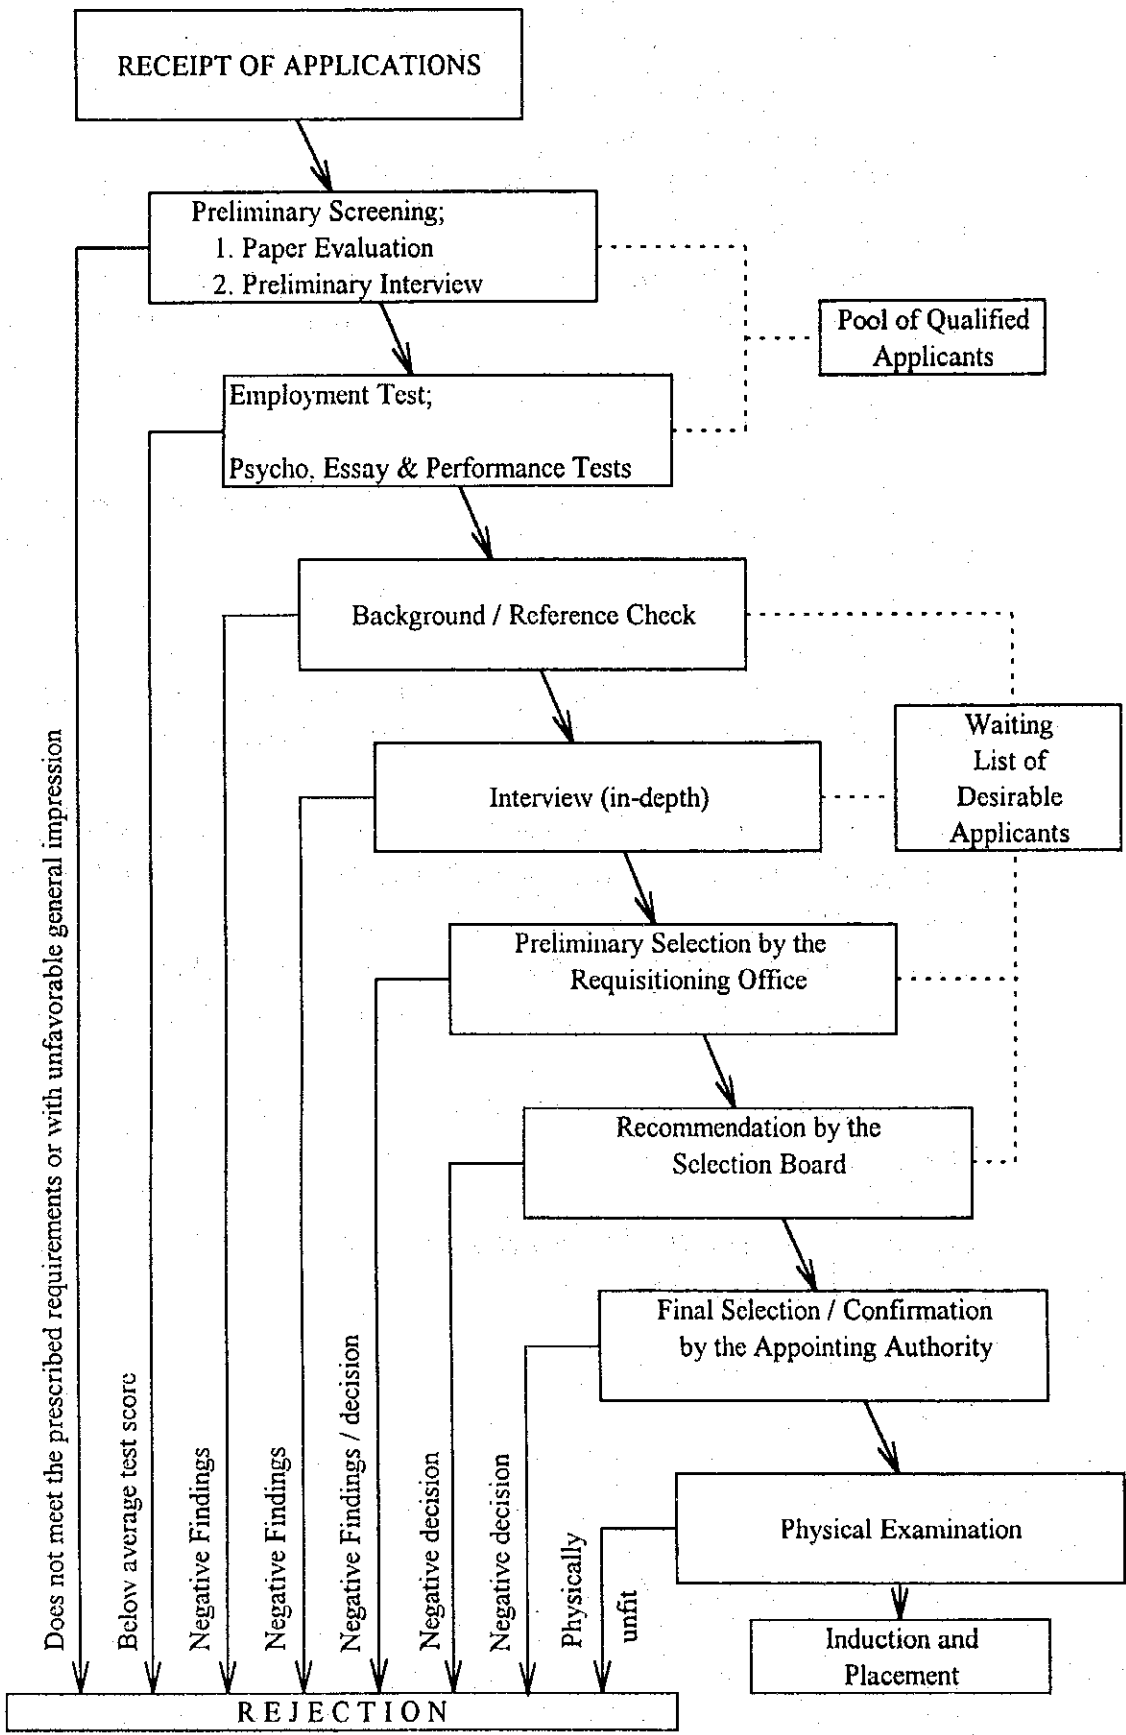 RECEIPT OF APPLICATIONS
Preliminary Screening;
1. Paper Evaluation
2. Preliminary Interview
Pool of Qualified
Applicants
Employment Test;
Psycho, Essay & Performance Tests
Background / Reference Check
Waiting
List of
Desirable
Applicants
Interview (in-depth)
Preliminary Selection by the
Requisitioning Office
Recommendation by the
Selection Board
Final Selection / Confirmation
by the Appointing Authority
Physical Examination
Induction and
Placement
Does not meet the prescribed requirements or with unfavorable general impression
Below average test score
Negative Findings
Negative Findings
Negative Findings / decision
Negative decision
Negative decision
Physically
unfit
REJECTION